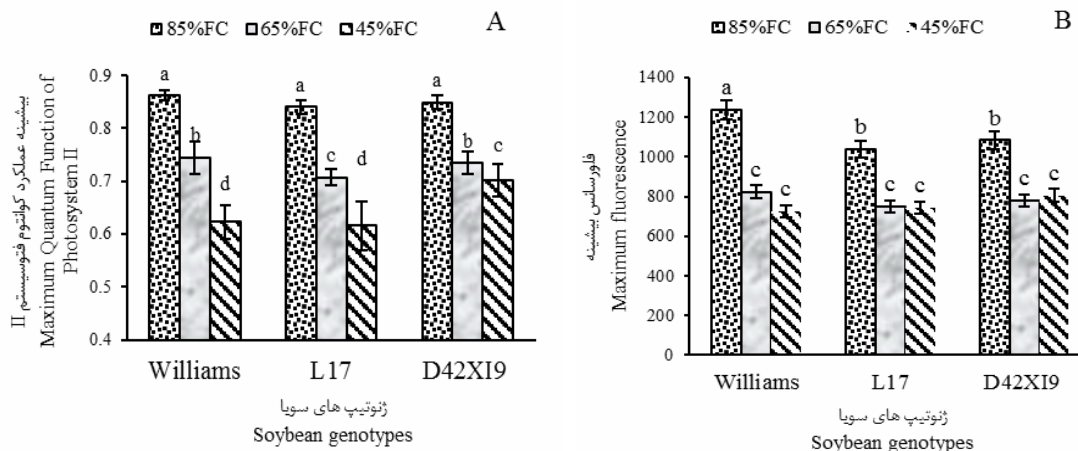 85%FC 65%FC 45%FC
A
0.9
0.8
0.7
0.6
0.5
0.4
a
b
d
a
c
d
a
b
c
بیشینه عملکرد کوانتوم فتوسیستم II
Maximum Quantum Function of
Photosystem II
Williams L17 D42XI9
ژنوتیپ های سویا
Soybean genotypes
85%FC 65%FC 45%FC
B
1400
1200
1000
800
600
400
200
0
a
c
c
b
c
c
b
c
c
فلورسانس بیشینه
Maximum fluorescence
Williams L17 D42XI9
ژنوتیپ های سویا
Soybean genotypes